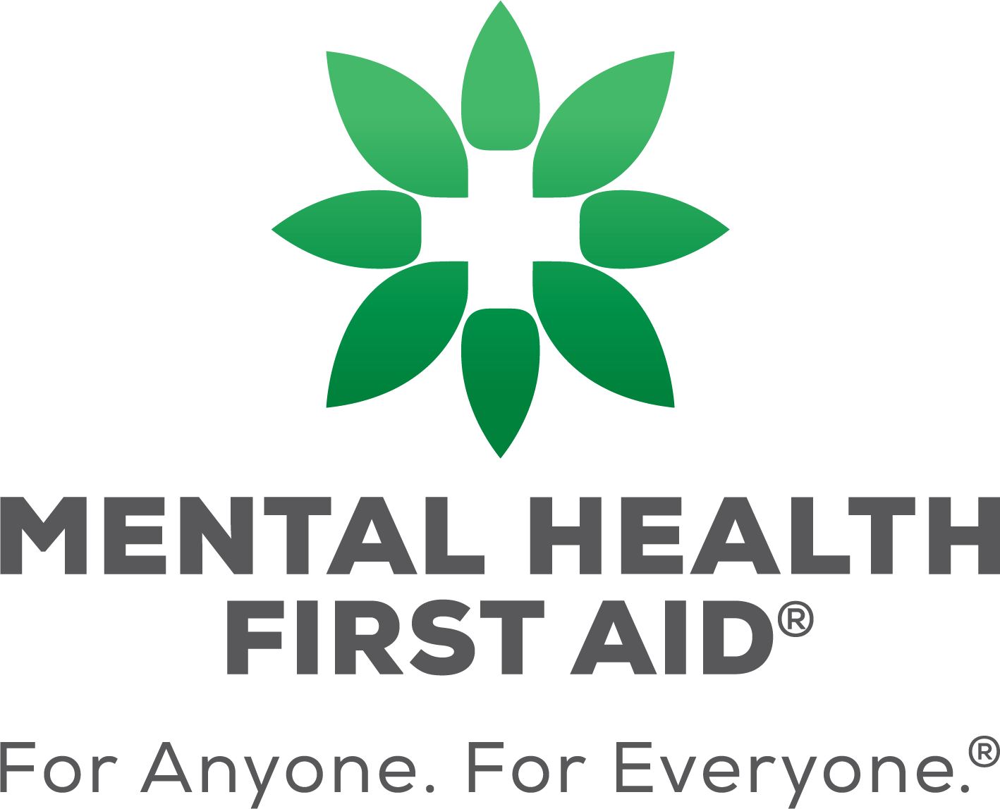 MENTAL HEALTH
FIRST AID®
For Anyone. For Everyone.®